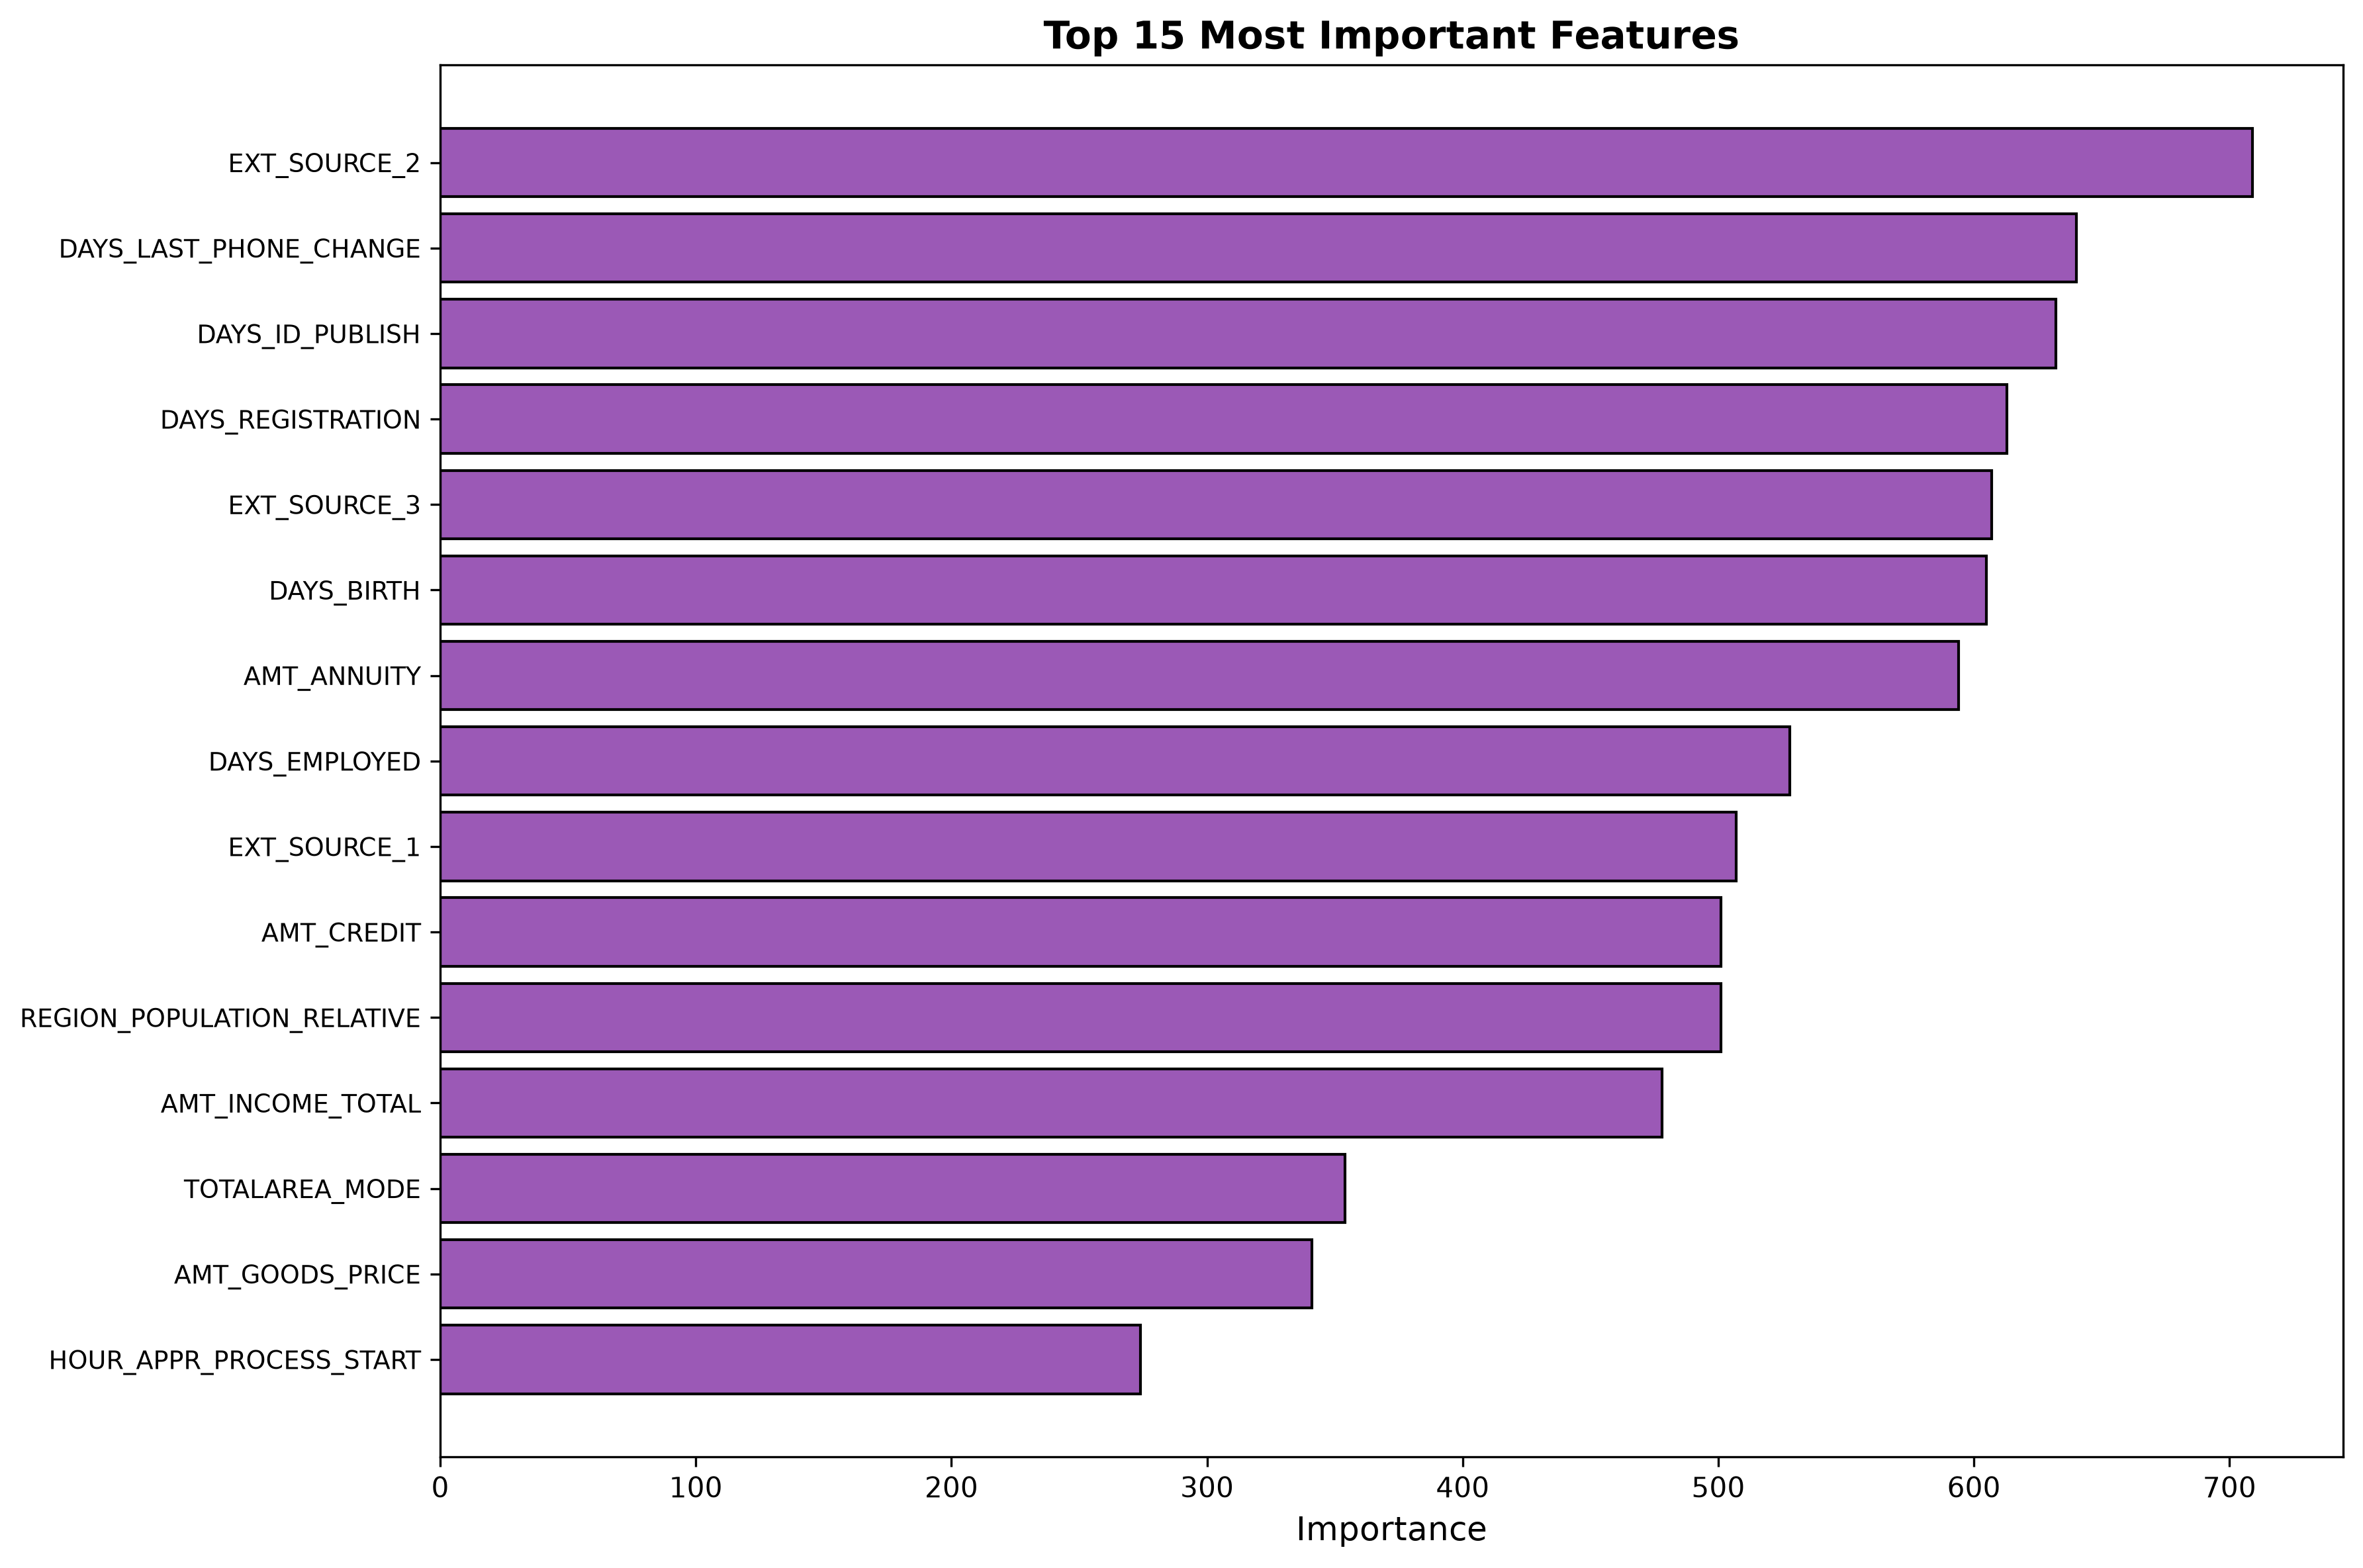 Top 15 Most Important Features
EXT_SOURCE_2
DAYS_LAST_PHONE_CHANGE
DAYS_ID_PUBLISH
DAYS_REGISTRATION
EXT_SOURCE_3
DAYS_BIRTH
AMT_ANNUITY
DAYS_EMPLOYED
EXT_SOURCE_1
AMT_CREDIT
REGION_POPULATION_RELATIVE
AMT_INCOME_TOTAL
TOTALAREA_MODE
AMT_GOODS_PRICE
HOUR_APPR_PROCESS_START
0 100 200 300 400 500 600 700
Importance